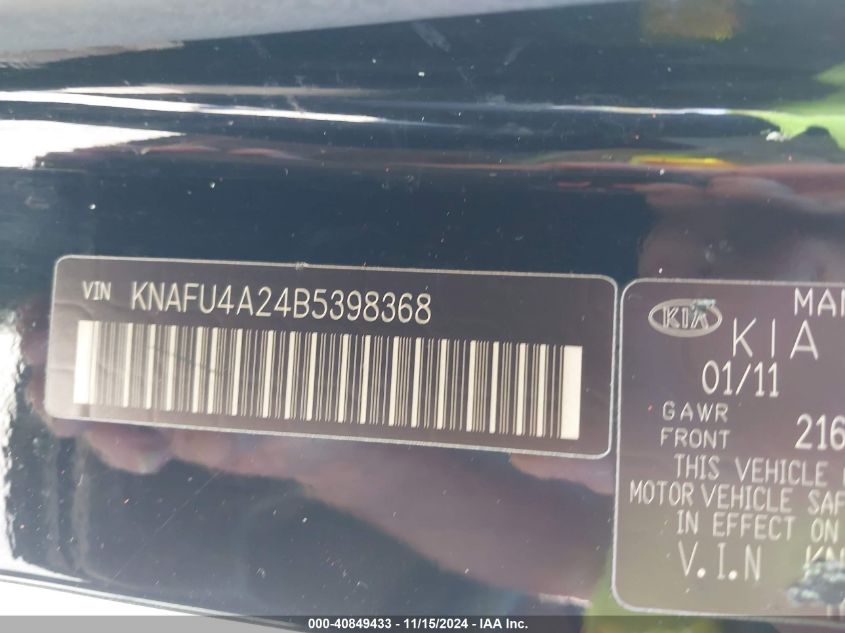 VIN KNAFU4A24B5398368
KIA
MAN
KIA
01/11
GAWR
FRONT 216
THIS VEHICLE
MOTOR VEHICLE SAF
IN EFFECT ON
V.I.N KN
000-40849433 - 11/15/2024 - IAA Inc.